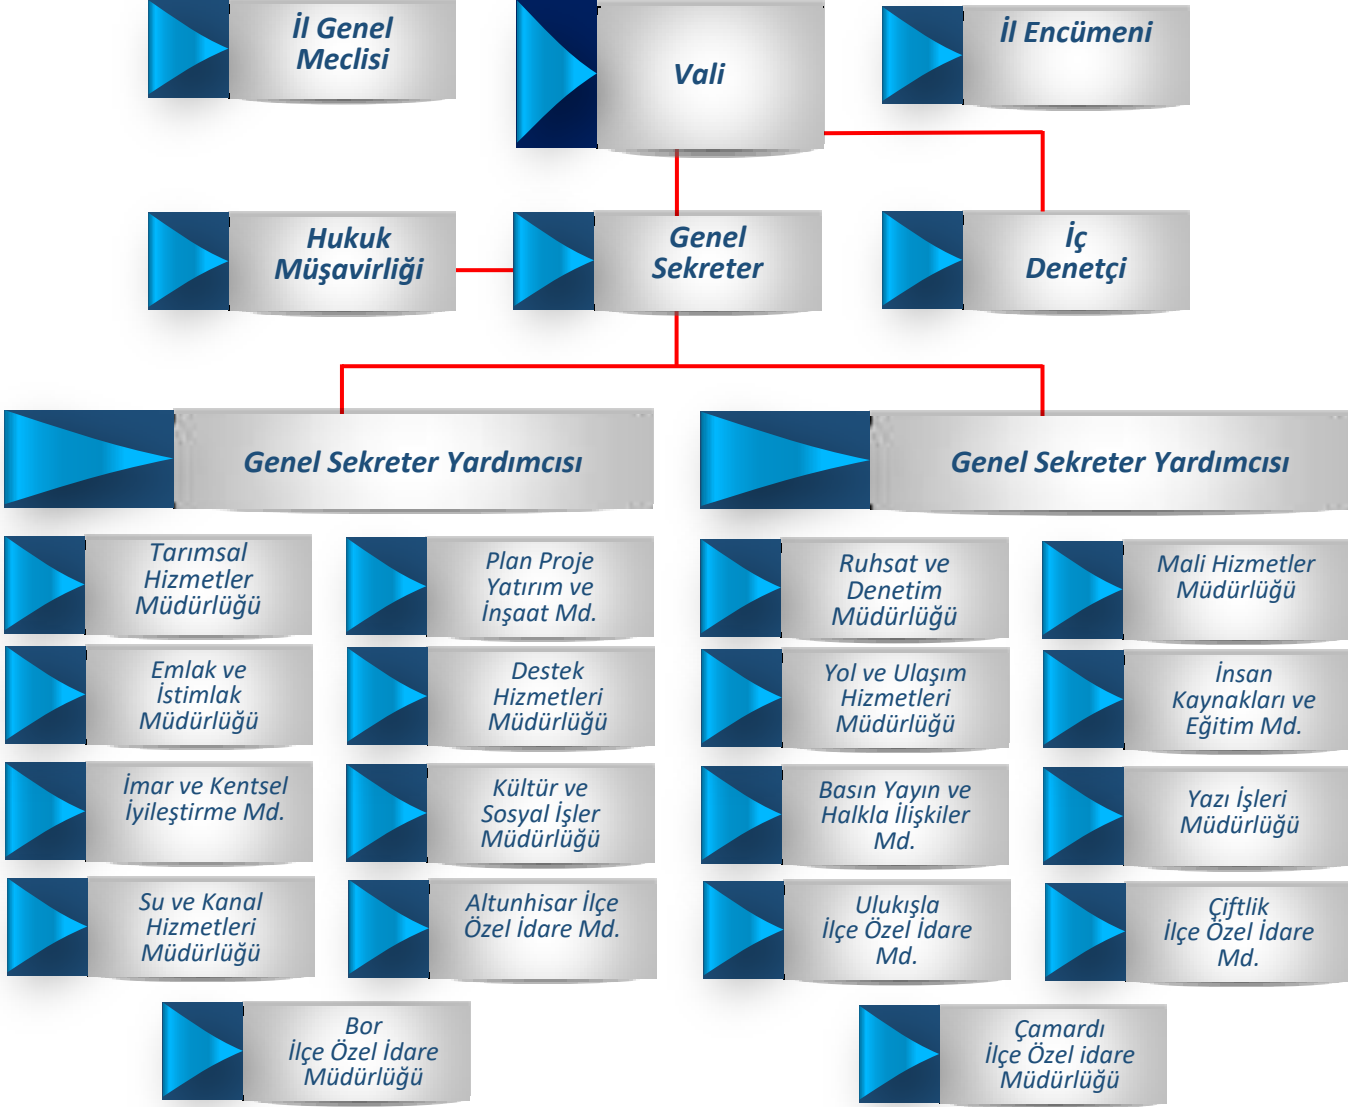 İl Genel
Meclisi
Vali
İl Encümeni
Hukuk
Müşavirliği
Genel
Sekreter
İç
Denetçi
Genel Sekreter Yardımcısı
Genel Sekreter Yardımcısı
Tarımsal
Hizmetler
Müdürlüğü
Plan Proje
Yatırım ve
İnşaat Md.
Ruhsat ve
Denetim
Müdürlüğü
Mali Hizmetler
Müdürlüğü
Emlak ve
İstimlak
Müdürlüğü
Destek
Hizmetleri
Müdürlüğü
Yol ve Ulaşım
Hizmetleri
Müdürlüğü
İnsan
Kaynakları ve
Eğitim Md.
İmar ve Kentsel
İyileştirme Md.
Kültür ve
Sosyal İşler
Müdürlüğü
Basın Yayın ve
Halkla İlişkiler
Md.
Yazı İşleri
Müdürlüğü
Su ve Kanal
Hizmetleri
Müdürlüğü
Altunhisar İlçe
Özel İdare Md.
Ulukışla
İlçe Özel İdare
Md.
Çiftlik
İlçe Özel İdare
Md.
Bor
İlçe Özel İdare
Müdürlüğü
Çamardı
İlçe Özel idare
Müdürlüğü